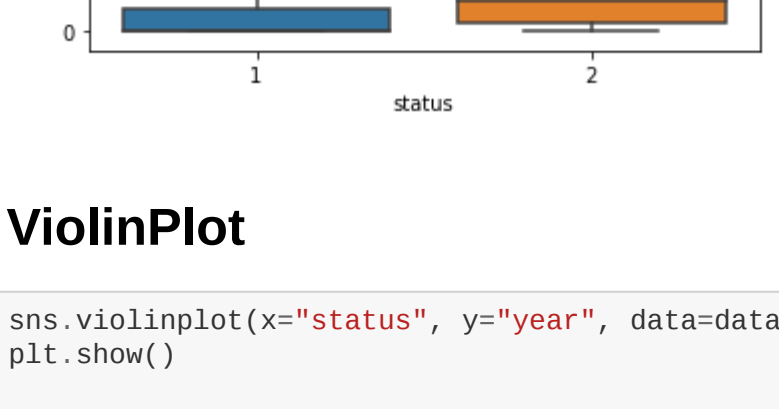 0
1 2
status
ViolinPlot
sns.violinplot(x="status", y="year", data=data
plt.show()